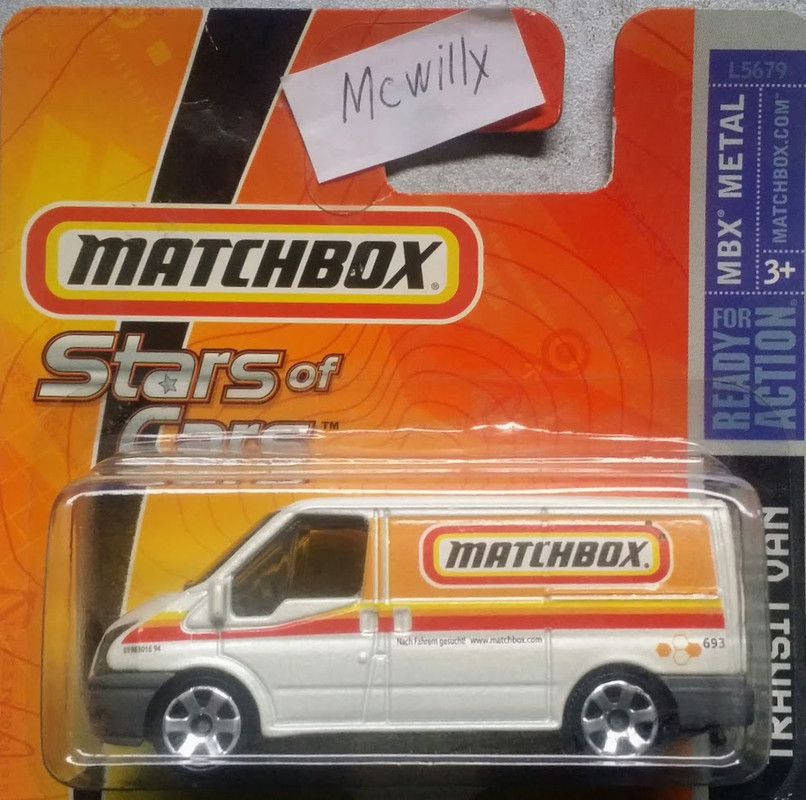 Mcwillx
L5679
MBX® METAL
MATCHBOX.COM™
3+
READY FOR
ACTION®
MATCHBOX®
Stars of
Cars™
TRANSIT VAN
MATCHBOX.
Nach Fahrern gesucht! www.matchbox.com
693